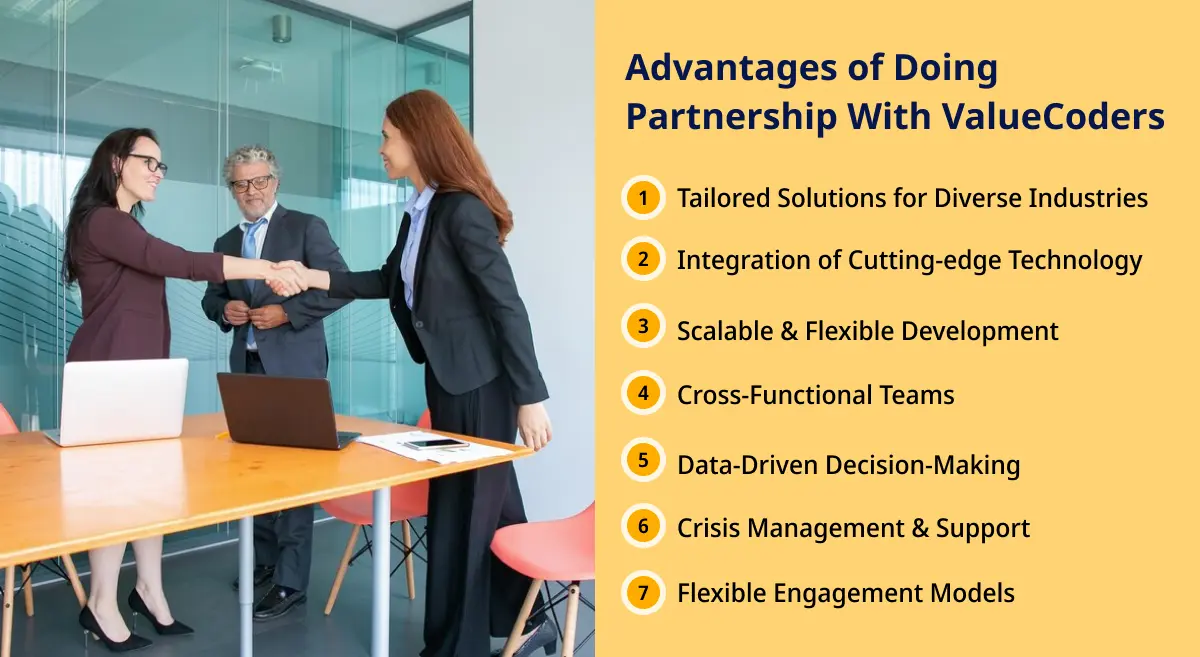 Advantages of Doing
Partnership With ValueCoders
1 Tailored Solutions for Diverse Industries
2 Integration of Cutting-edge Technology
3 Scalable & Flexible Development
4 Cross-Functional Teams
5 Data-Driven Decision-Making
6 Crisis Management & Support
7 Flexible Engagement Models